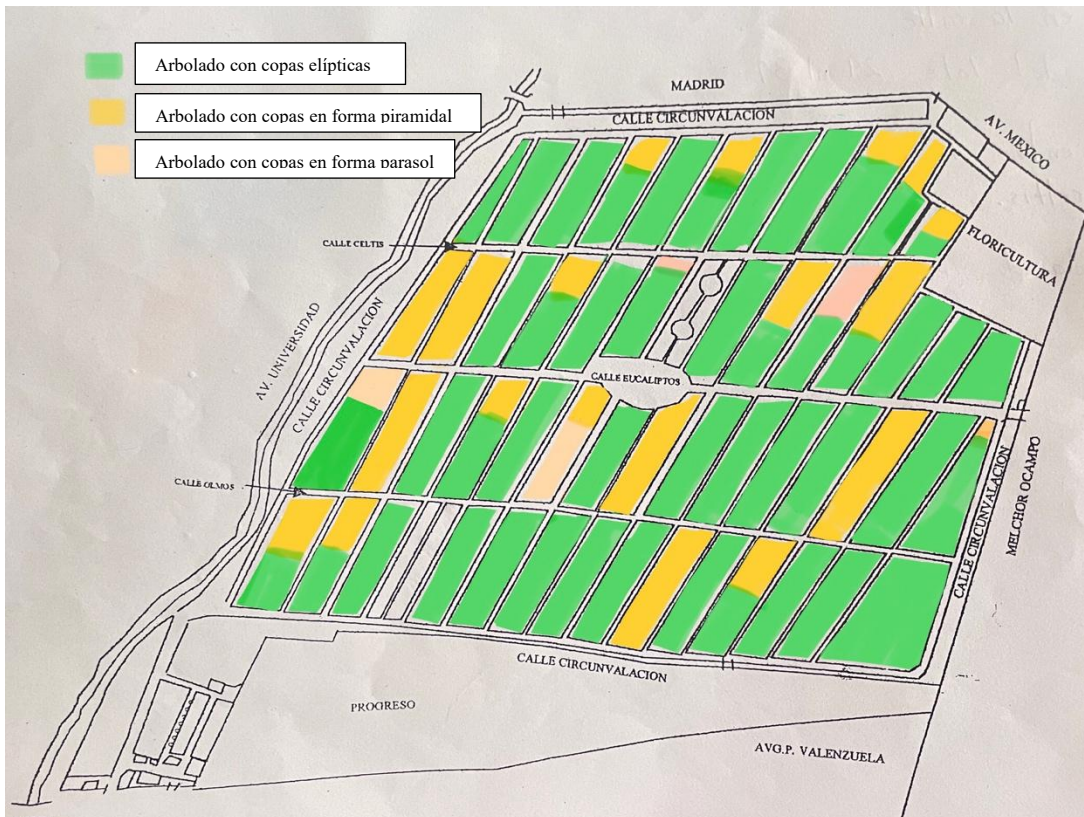 Arbolado con copas elípticas
Arbolado con copas en forma piramidal
Arbolado con copas en forma parasol
MADRID
CALLE CIRCUNVALACION
AV. MEXICO
FLORICULTURA
CALLE CELTIS
AV. UNIVERSIDAD
CALLE CIRCUNVALACION
CALLE EUCALIPTOS
CALLE OLMOS
CALLE CIRCUNVALACION
MELCHOR OCAMPO
CALLE CIRCUNVALACION
PROGRESO
AVG.P. VALENZUELA